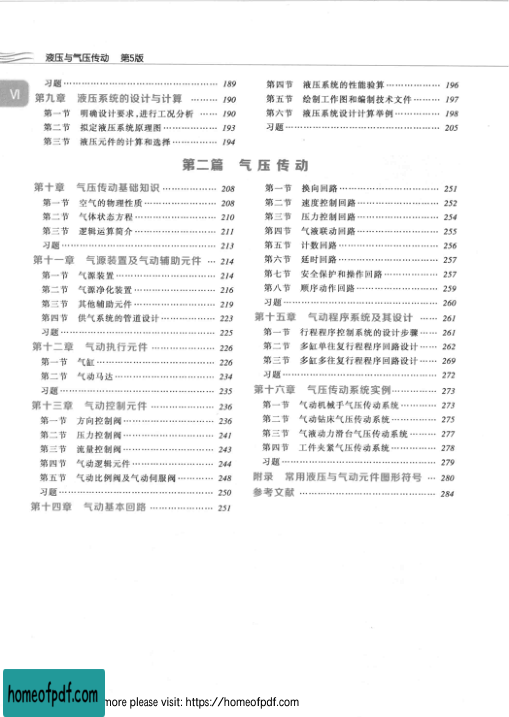 液压与气压传动 第5版
VI
习题 ………………………………………… 189
第九章 液压系统的设计与计算 ……… 190
第一节 明确设计要求,进行工况分析 …… 190
第二节 拟定液压系统原理图 ………………… 193
第三节 液压元件的计算和选择 ……………… 194
第四节 液压系统的性能验算 ……………… 196
第五节 绘制工作图和编制技术文件 ……… 197
第六节 液压系统设计计算举例 …………… 198
习题 ………………………………………… 205
第二篇 气压传动
第十章 气压传动基础知识 ……………… 208
第一节 空气的物理性质 …………………… 208
第二节 气体状态方程 ……………………… 210
第三节 逻辑运算简介 ……………………… 211
习题 ………………………………………… 213
第十一章 气源装置及气动辅助元件 … 214
第一节 气源装置 …………………………… 214
第二节 气源净化装置 ……………………… 216
第三节 其他辅助元件 ……………………… 219
第四节 供气系统的管道设计 ……………… 223
习题 ………………………………………… 225
第十二章 气动执行元件 ………………… 226
第一节 气缸 ………………………………… 226
第二节 气动马达 …………………………… 234
习题 ………………………………………… 235
第十三章 气动控制元件 ………………… 236
第一节 方向控制阀 ………………………… 236
第二节 压力控制阀 ………………………… 241
第三节 流量控制阀 ………………………… 243
第四节 气动逻辑元件 ……………………… 244
第五节 气动比例阀及气动伺服阀 ………… 248
习题 ………………………………………… 250
第十四章 气动基本回路 ………………… 251
第一节 换向回路 …………………………… 251
第二节 速度控制回路 ……………………… 252
第三节 压力控制回路 ……………………… 254
第四节 气液联动回路 ……………………… 255
第五节 计数回路 …………………………… 256
第六节 延时回路 …………………………… 257
第七节 安全保护和操作回路 ……………… 257
第八节 顺序动作回路 ……………………… 259
习题 ………………………………………… 260
第十五章 气动程序系统及其设计 …… 261
第一节 行程程序控制系统的设计步骤 …… 261
第二节 多缸单往复行程程序回路设计 …… 262
第三节 多缸多往复行程程序回路设计 …… 269
习题 ………………………………………… 272
第十六章 气压传动系统实例 …………… 273
第一节 气动机械手气压传动系统 ………… 273
第二节 气动钻床气压传动系统 …………… 275
第三节 气液动力滑台气压传动系统 ……… 277
第四节 工件夹紧气压传动系统 …………… 278
习题 ………………………………………… 279
附录 常用液压与气动元件图形符号 … 280
参考文献 …………………………………… 284
homeofpdf.com
more please visit: https://homeofpdf.com